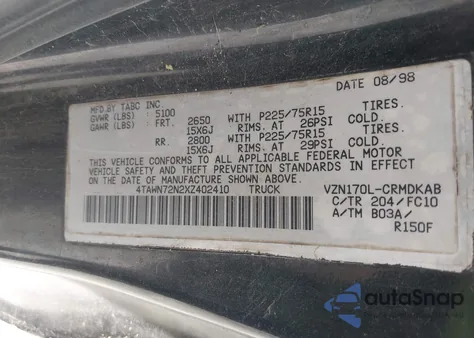 DATE 08/98
MFD.BY TABC INC.
GVWR (LBS) 5100
GAWR (LBS) FRT. 2650 WITH P225/75R15 TIRES.
15X6J RIMS. AT 26PSI COLD.
RR. 2800 WITH P225/75R15 TIRES.
15X6J RIMS. AT 29PSI COLD.
THIS VEHICLE CONFORMS TO ALL APPLICABLE FEDERAL MOTOR
VEHICLE SAFETY AND THEFT PREVENTION STANDARDS IN
EFFECT ON THE DATE OF MANUFACTURE SHOWN ABOVE.
4TAWN72N2XZ402410 TRUCK VZN170L-CRMDKAB
C/TR 204/FC10
A/TM B03A/
R150F
autoSnap